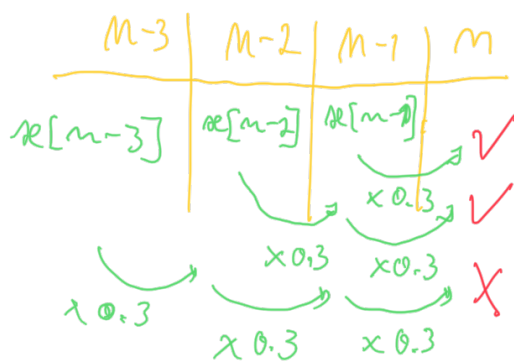 n-3 n-2 n-1 n
x[n-3] x[n-2] x[n-1]
x 0.3
x 0.3 x 0.3
x 0.3 x 0.3 x 0.3